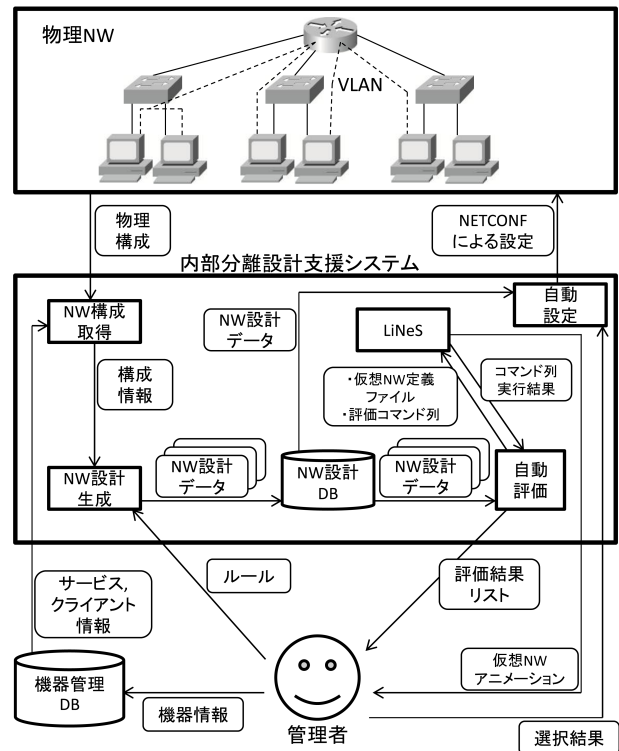 物理NW
VLAN
物理
構成
NETCONF
による設定
内部分離設計支援システム
NW構成
取得
NW設計
データ
LiNeS
自動
設定
構成
情報
・仮想NW定義
ファイル
・評価コマンド列
コマンド列
実行結果
NW設計
生成
NW設計
データ
NW設計
DB
NW設計
データ
自動
評価
サービス,
クライアント
情報
ルール
評価結果
リスト
機器管理
DB
機器情報
管理者
仮想NW
アニメーション
選択結果